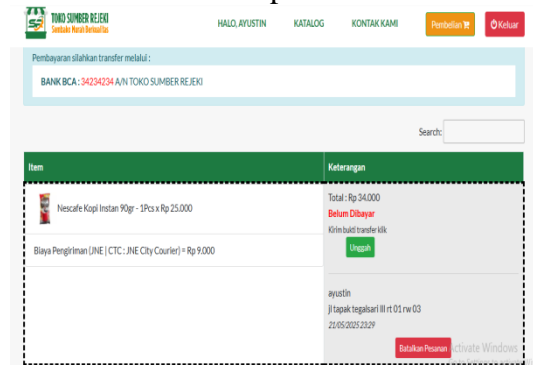 TOKO SUMBER REJEKI
Sembako Murah Berkualitas
HALO, AYUSTIN
KATALOG
KONTAK KAMI
Pembelian
Keluar
Pembayaran silahkan transfer melalui :
BANK BCA : 34234234 A/N TOKO SUMBER REJEKI
Search:
Item
Keterangan
Nescafe Kopi Instan 90gr - 1Pcs x Rp 25.000
Biaya Pengiriman (JNE | CTC : JNE City Courier) = Rp 9.000
Total : Rp 34.000
Belum Dibayar
Kirim bukti transfer klik
Unggah
ayustin
jl tapak tegalsari III rt 01 rw 03
21/05/2025 23:29
Batalkan Pesanan
Activate Windows